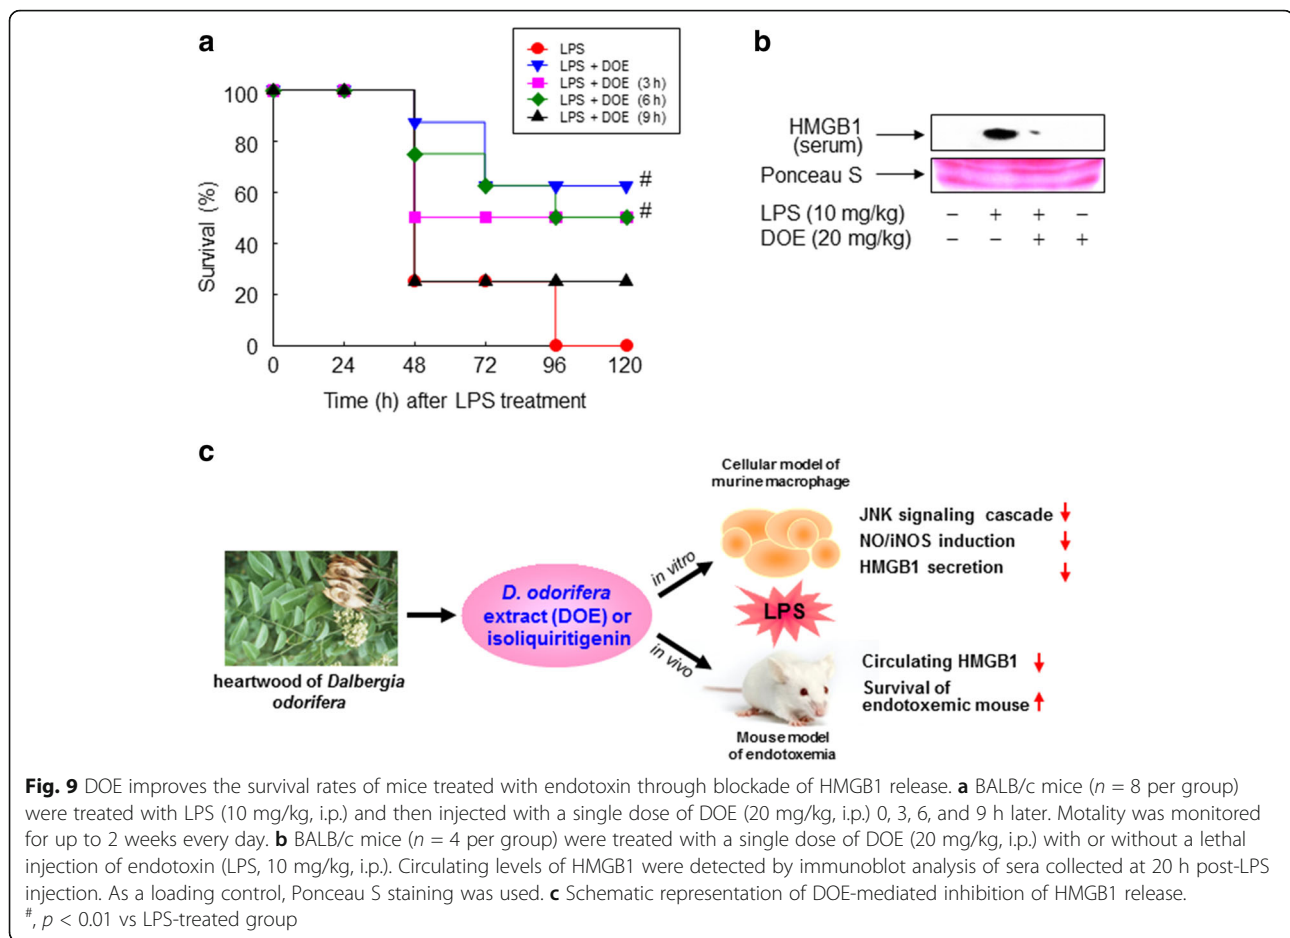 a
LPS
LPS + DOE
LPS + DOE (3 h)
LPS + DOE (6 h)
LPS + DOE (9 h)
100
80
60
40
20
0
Survival (%)
#
#
0 24 48 72 96 120
Time (h) after LPS treatment
b
HMGB1
(serum)
Ponceau S
LPS (10 mg/kg) – + + –
DOE (20 mg/kg) – – + +
c
Cellular model of
murine macrophage
JNK signaling cascade
NO/iNOS induction
HMGB1 secretion
in vitro
D. odorifera
extract (DOE) or
isoliquiritigenin
LPS
in vivo
heartwood of Dalbergia
odorifera
Circulating HMGB1
Survival of
endotoxemic mouse
Mouse model
of endotoxemia
Fig. 9 DOE improves the survival rates of mice treated with endotoxin through blockade of HMGB1 release. a BALB/c mice (n = 8 per group)
were treated with LPS (10 mg/kg, i.p.) and then injected with a single dose of DOE (20 mg/kg, i.p.) 0, 3, 6, and 9 h later. Motality was monitored
for up to 2 weeks every day. b BALB/c mice (n = 4 per group) were treated with a single dose of DOE (20 mg/kg, i.p.) with or without a lethal
injection of endotoxin (LPS, 10 mg/kg, i.p.). Circulating levels of HMGB1 were detected by immunoblot analysis of sera collected at 20 h post-LPS
injection. As a loading control, Ponceau S staining was used. c Schematic representation of DOE-mediated inhibition of HMGB1 release.
#, p < 0.01 vs LPS-treated group